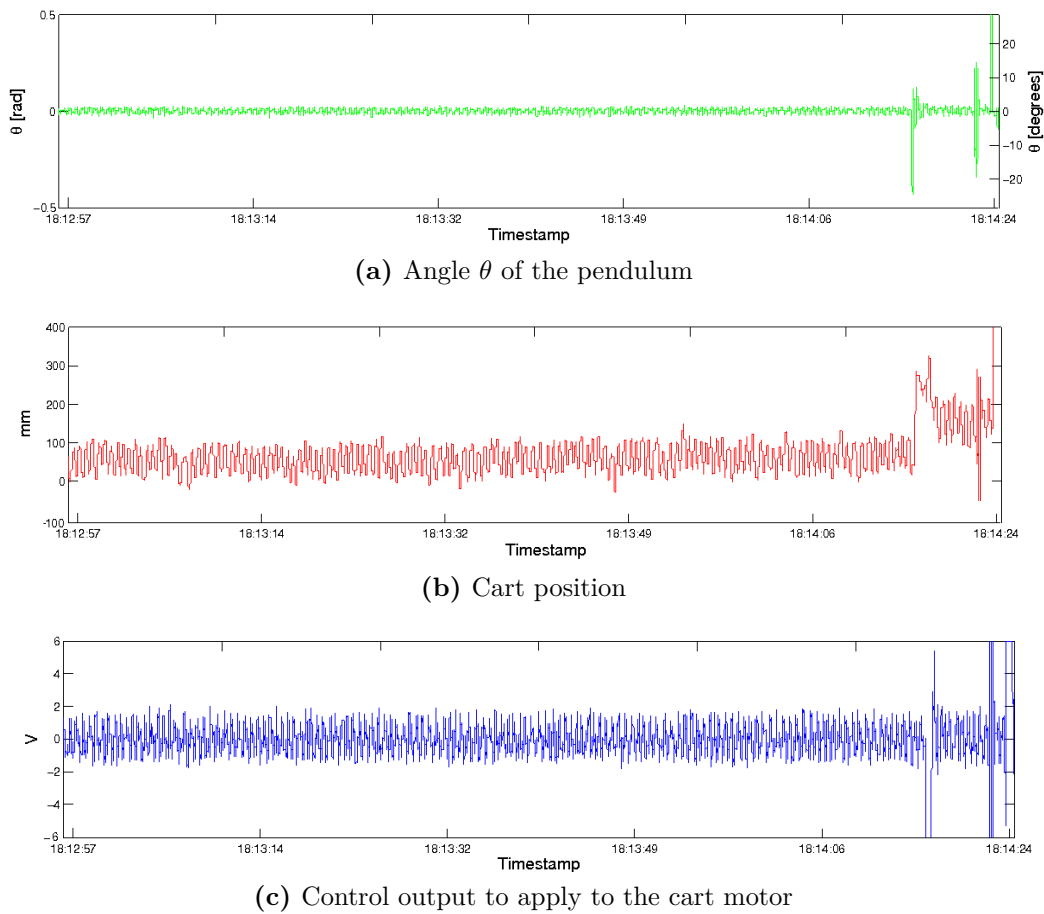 0.5
0
−0.5
θ [rad]
20
10
0
−10
−20
θ [degrees]
18:12:57 18:13:14 18:13:32 18:13:49 18:14:06 18:14:24
Timestamp
(a) Angle θ of the pendulum
400
300
200
100
0
-100
mm
18:12:57 18:13:14 18:13:32 18:13:49 18:14:06 18:14:24
Timestamp
(b) Cart position
6
4
2
0
−2
−4
−6
V
18:12:57 18:13:14 18:13:32 18:13:49 18:14:06 18:14:24
Timestamp
(c) Control output to apply to the cart motor